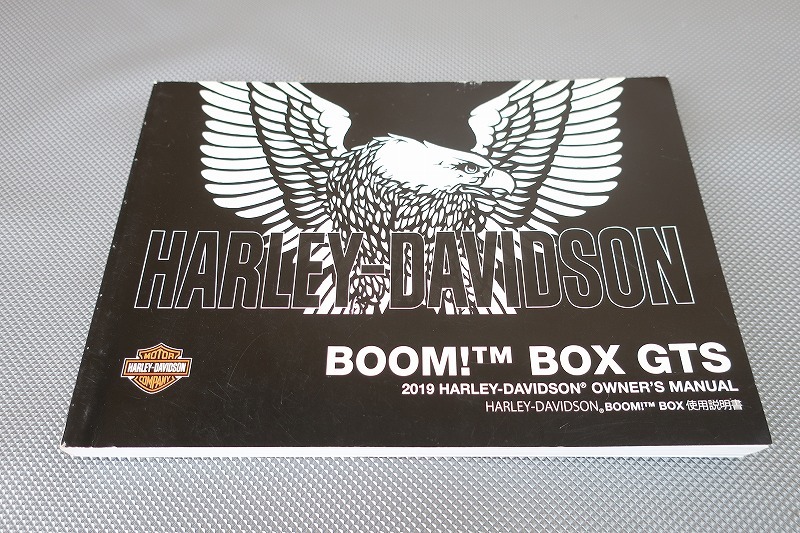 HARLEY-DAVIDSON
BOOM!™ BOX GTS
2019 HARLEY-DAVIDSON® OWNER'S MANUAL
HARLEY-DAVIDSON® BOOM!™ BOX 使用説明書
MOTOR
HARLEY-DAVIDSON
COMPANY